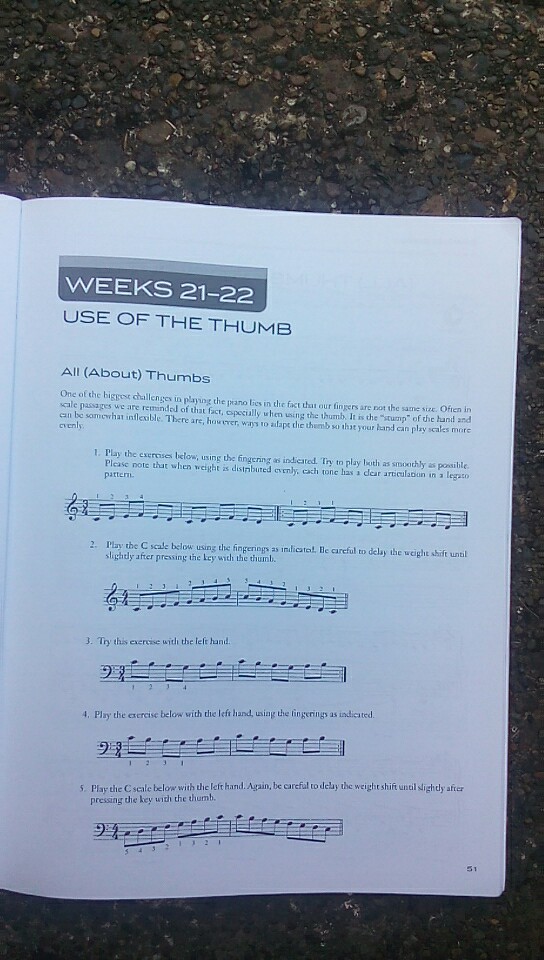 WEEKS 21–22
USE OF THE THUMB
All (About) Thumbs
One of the biggest challenges in playing the piano lies in the fact that our fingers are not the same size. Often in
scale passages we are reminded of that fact, especially when using the thumb. It is the "stump" of the hand and
can be somewhat inflexible. There are, however, ways to adapt the thumb so that your hand can play scales more
evenly.
1. Play the exercises below, using the fingering as indicated. Try to play both as smoothly as possible.
Please note that when weight is distributed evenly, each tone has a clear articulation in a legato
pattern.
1 2 3 4 1 2 3 1
2. Play the C scale below using the fingerings as indicated. Be careful to delay the weight shift until
slightly after pressing the key with the thumb.
1 2 3 1 2 3 4 5 5 4 3 2 1 3 2 1
3. Try this exercise with the left hand.
1 2 3 4
4. Play the exercise below with the left hand, using the fingerings as indicated.
1 2 3 1
5. Play the C scale below with the left hand. Again, be careful to delay the weight shift until slightly after
pressing the key with the thumb.
5 4 3 2 1 3 2 1
51